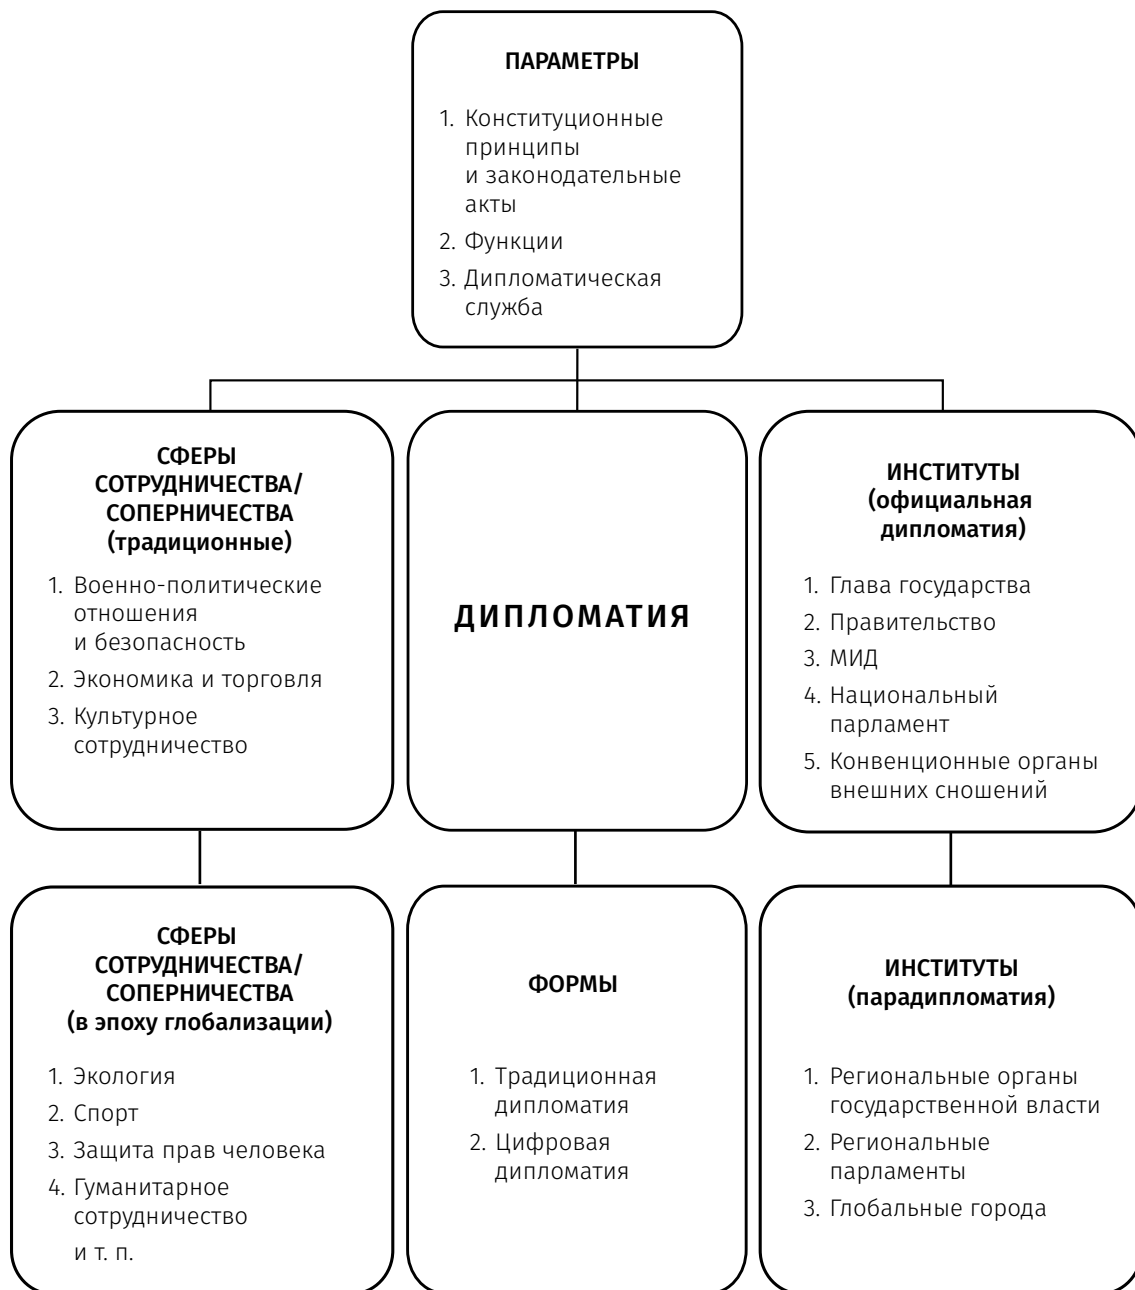 ПАРАМЕТРЫ
1. Конституционные
принципы
и законодательные
акты
2. Функции
3. Дипломатическая
служба
СФЕРЫ
СОТРУДНИЧЕСТВА/
СОПЕРНИЧЕСТВА
(традиционные)
1. Военно-политические
отношения
и безопасность
2. Экономика и торговля
3. Культурное
сотрудничество
ДИПЛОМАТИЯ
ИНСТИТУТЫ
(официальная
дипломатия)
1. Глава государства
2. Правительство
3. МИД
4. Национальный
парламент
5. Конвенционные органы
внешних сношений
СФЕРЫ
СОТРУДНИЧЕСТВА/
СОПЕРНИЧЕСТВА
(в эпоху глобализации)
1. Экология
2. Спорт
3. Защита прав человека
4. Гуманитарное
сотрудничество
и т. п.
ФОРМЫ
1. Традиционная
дипломатия
2. Цифровая
дипломатия
ИНСТИТУТЫ
(парадипломатия)
1. Региональные органы
государственной власти
2. Региональные
парламенты
3. Глобальные города